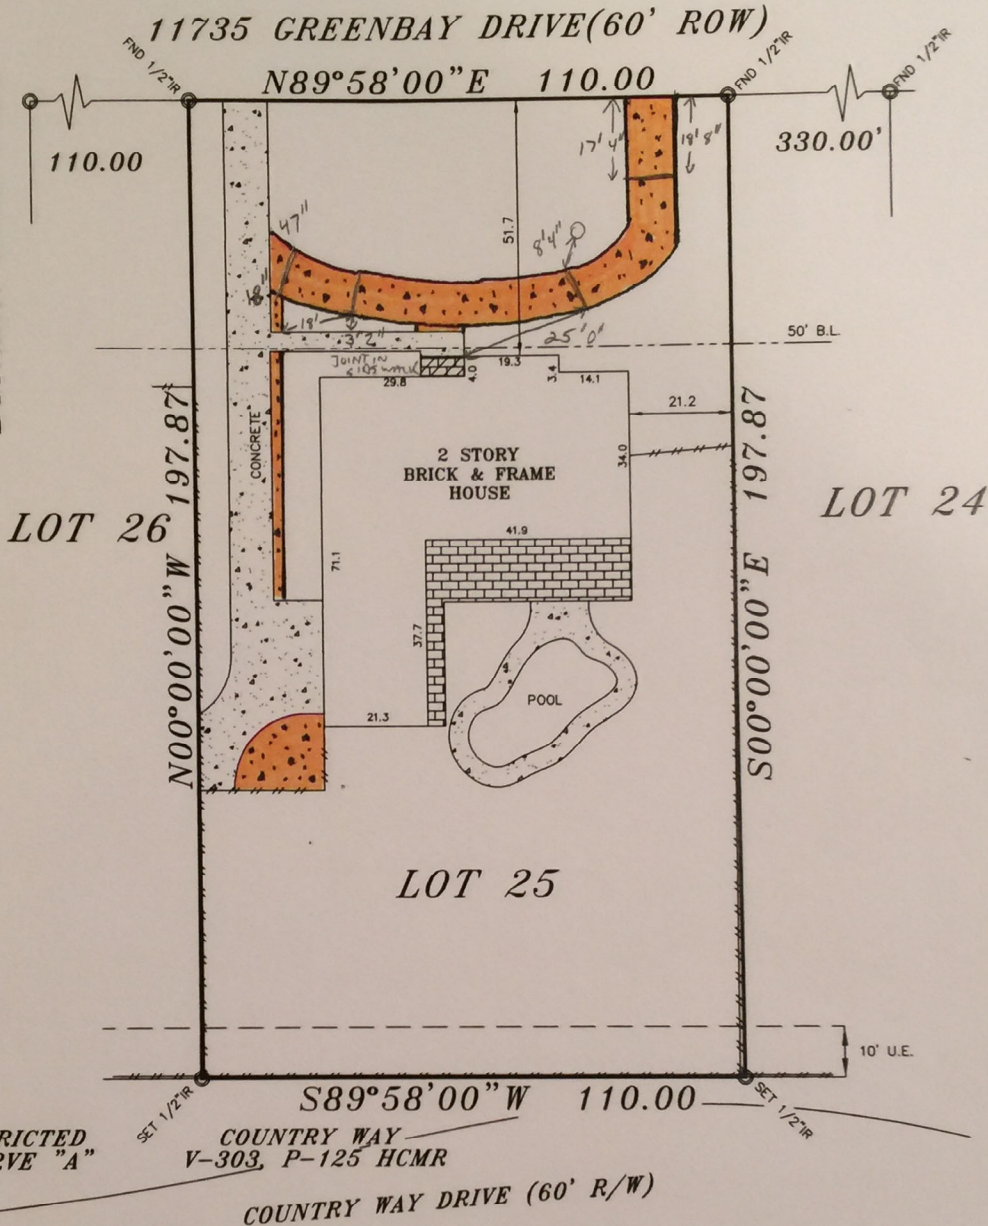 11735 GREENBAY DRIVE(60' ROW)
FND 1/2"IR
FND 1/2"IR
FND 1/2"IR
N89°58'00"E 110.00
110.00
330.00'
17' 4"
18' 8"
51.7
47"
8'4"
18'
3'2"
25'0"
50' B.L.
JOINT IN
SIDEWALK
4.0
19.3
3.4
14.1
29.8
21.2
CONCRETE
2 STORY
BRICK & FRAME
HOUSE
34.0
N00°00'00"W 197.87'
S00°00'00"E 197.87
LOT 26
LOT 24
41.9
71.1
37.7
21.3
POOL
LOT 25
10' U.E.
S89°58'00"W 110.00
SET 1/2"IR
SET 1/2"IR
RICTED
RVE "A"
COUNTRY WAY
V-303, P-125 HCMR
COUNTRY WAY DRIVE (60' R/W)